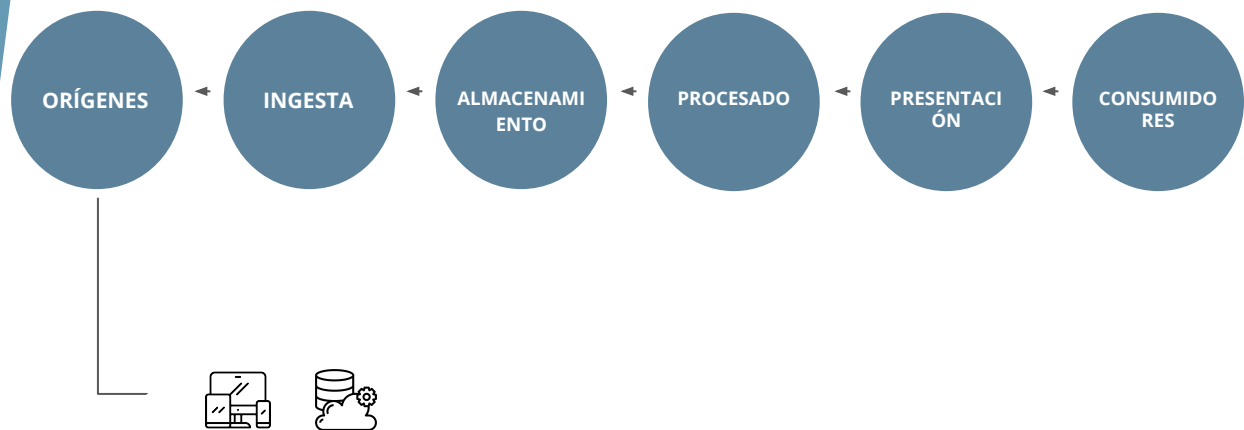 ORÍGENES
INGESTA
ALMACENAMI
ENTO
PROCESADO
PRESENTACI
ÓN
CONSUMIDO
RES